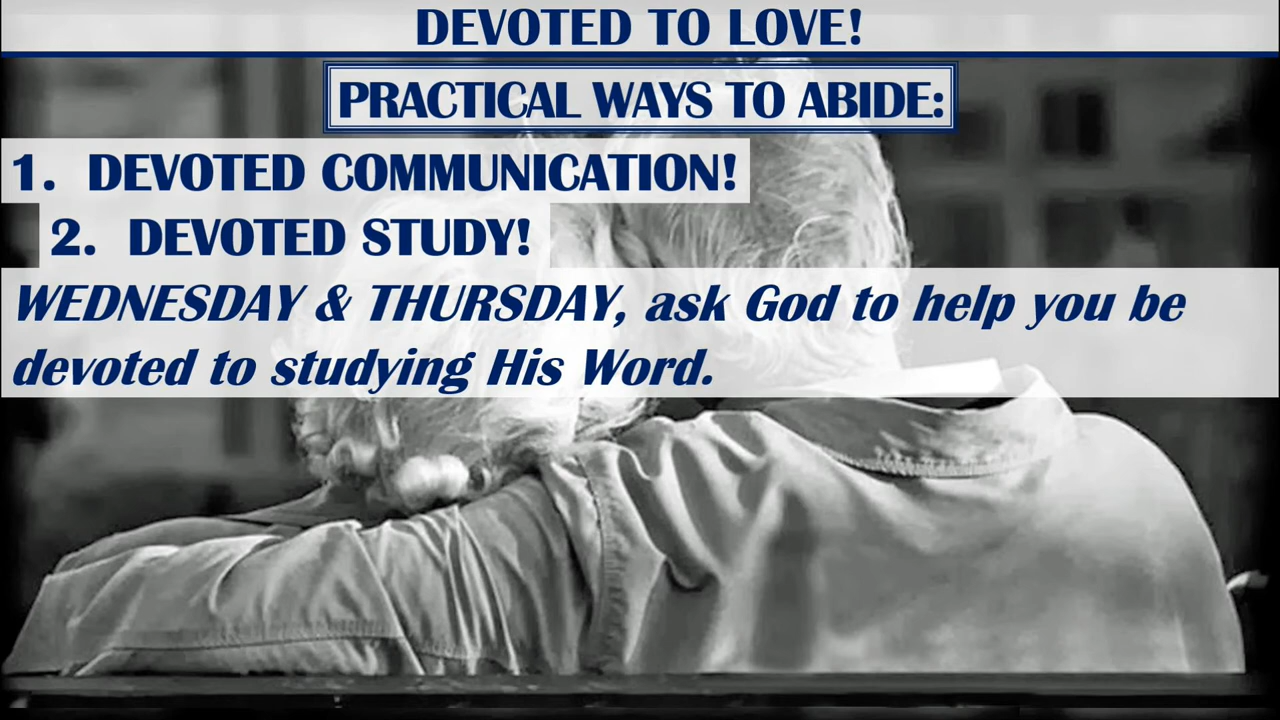 DEVOTED TO LOVE!
PRACTICAL WAYS TO ABIDE:
1. DEVOTED COMMUNICATION!
2. DEVOTED STUDY!
WEDNESDAY & THURSDAY, ask God to help you be
devoted to studying His Word.